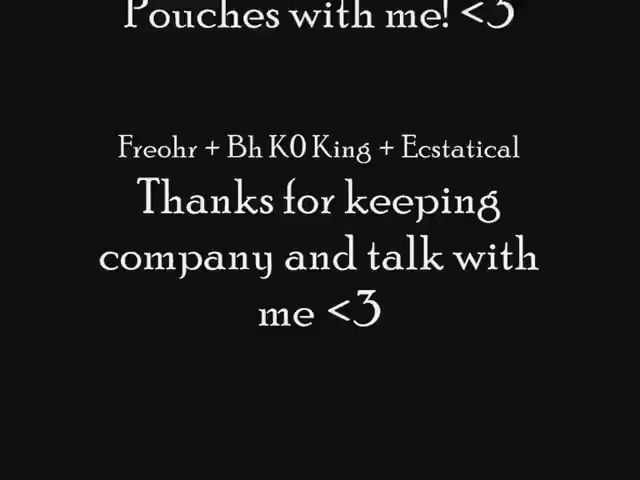 Pouches with me! <3
Freohr + Bh K0 King + Ecstatical
Thanks for keeping
company and talk with
me <3